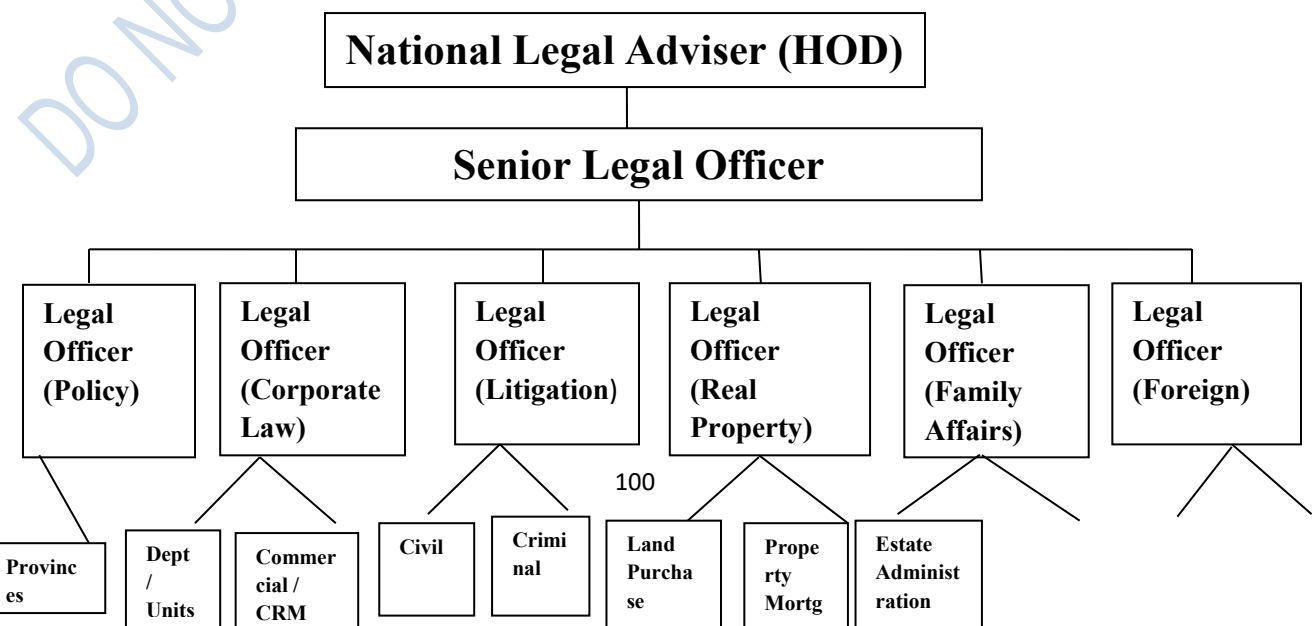 DO NO
National Legal Adviser (HOD)
Senior Legal Officer
Legal
Officer
(Policy)
Legal
Officer
(Corporate
Law)
Legal
Officer
(Litigation)
Legal
Officer
(Real
Property)
Legal
Officer
(Family
Affairs)
Legal
Officer
(Foreign)
100
Provinc
es
Dept
/
Units
Commer
cial /
CRM
Civil
Crimi
nal
Land
Purcha
se
Prope
rty
Mortg
Estate
Administ
ration